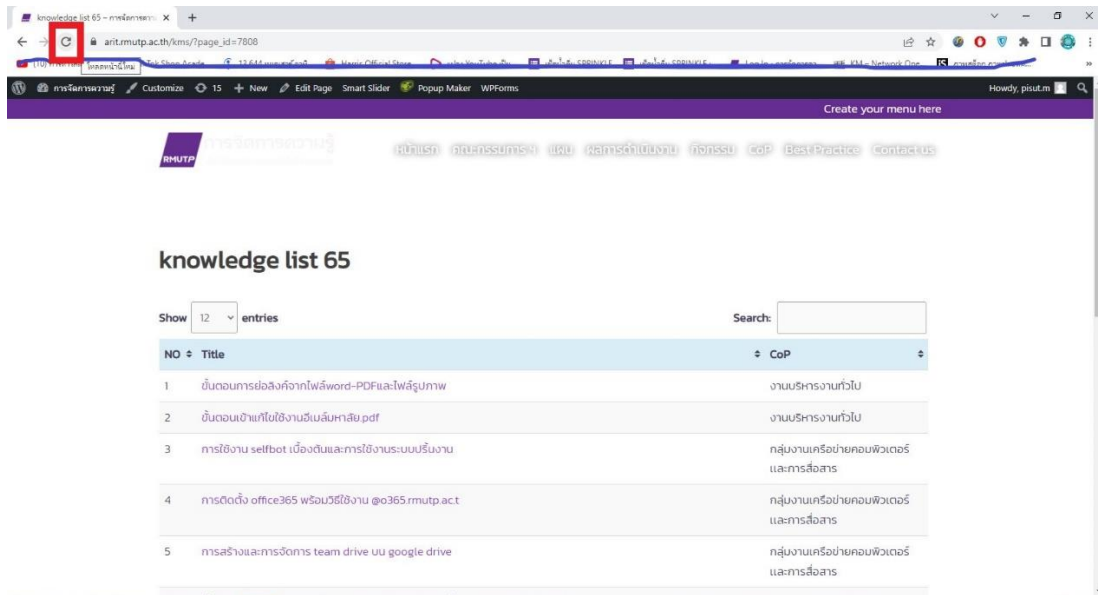 knowledge list 65 – การจัดการความ
arit.rmutp.ac.th/kms/?page_id=7808
โหลดหน้านี้ใหม่
การจัดการความรู้ Customize 15 New Edit Page Smart Slider Popup Maker WPForms Howdy, pisut.m
Create your menu here
RMUTP การจัดการความรู้ หน้าแรก คณะกรรมการฯ แผน ผลการดำเนินงาน กิจกรรม CoP Best Practice Contact us
knowledge list 65
Show 12 entries Search:
NO Title CoP
1 ขั้นตอนการย่อลิงค์จากไฟล์word-PDFและไฟล์รูปภาพ งานบริหารงานทั่วไป
2 ขั้นตอนเข้าแก้ไขใช้งานอีเมล์มหาลัย.pdf งานบริหารงานทั่วไป
3 การใช้งาน selfbot เบื้องต้นและการใช้งานระบบปริ้นงาน กลุ่มงานเครือข่ายคอมพิวเตอร์
และการสื่อสาร
4 การติดตั้ง office365 พร้อมวิธีใช้งาน @o365.rmutp.ac.t กลุ่มงานเครือข่ายคอมพิวเตอร์
และการสื่อสาร
5 การสร้างและการจัดการ team drive บน google drive กลุ่มงานเครือข่ายคอมพิวเตอร์
และการสื่อสาร